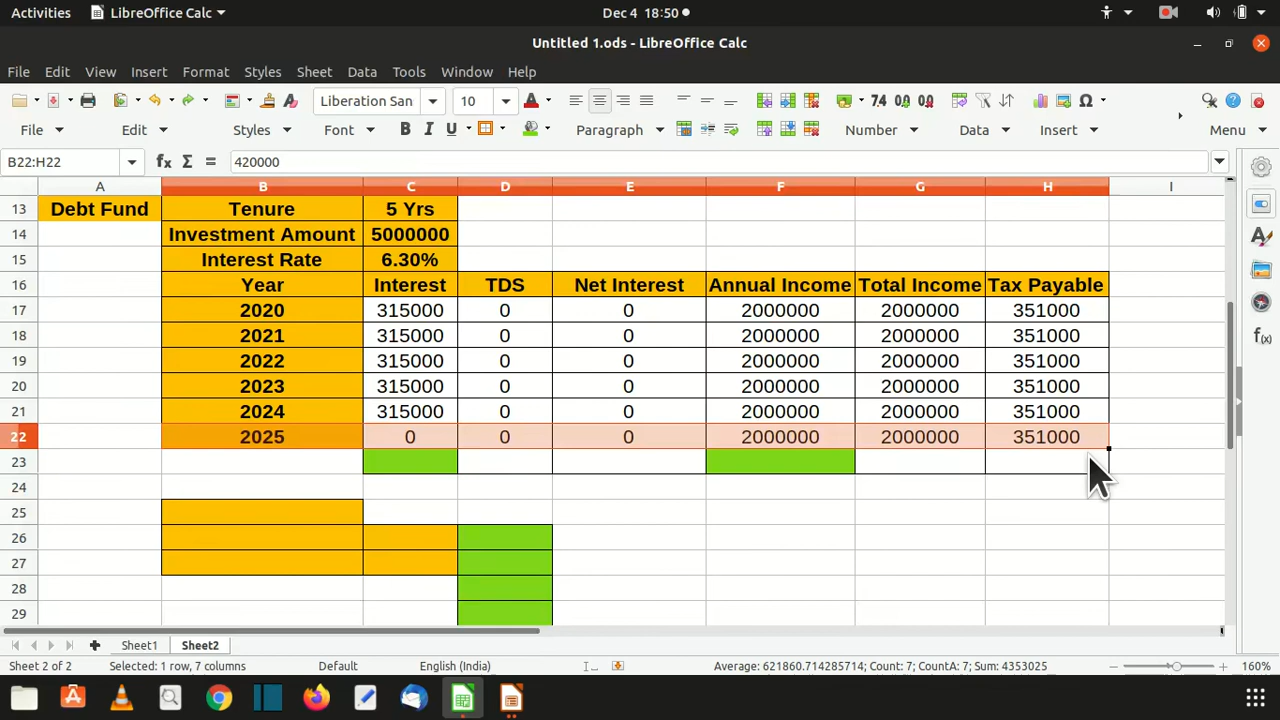 Activities LibreOffice Calc Dec 4 18:50
Untitled 1.ods - LibreOffice Calc
File Edit View Insert Format Styles Sheet Data Tools Window Help
Liberation San 10
File Edit Styles Font B I U Paragraph Number Data Insert Menu
B22:H22 fx Σ = 420000
A B C D E F G H I
13 Debt Fund Tenure 5 Yrs
14 Investment Amount 5000000
15 Interest Rate 6.30%
16 Year Interest TDS Net Interest Annual Income Total Income Tax Payable
17 2020 315000 0 0 2000000 2000000 351000
18 2021 315000 0 0 2000000 2000000 351000
19 2022 315000 0 0 2000000 2000000 351000
20 2023 315000 0 0 2000000 2000000 351000
21 2024 315000 0 0 2000000 2000000 351000
22 2025 0 0 0 2000000 2000000 351000
23
24
25
26
27
28
29
Sheet1 Sheet2
Sheet 2 of 2 Selected: 1 row, 7 columns Default English (India) Average: 621860.714285714; Count: 7; CountA: 7; Sum: 4353025 160%